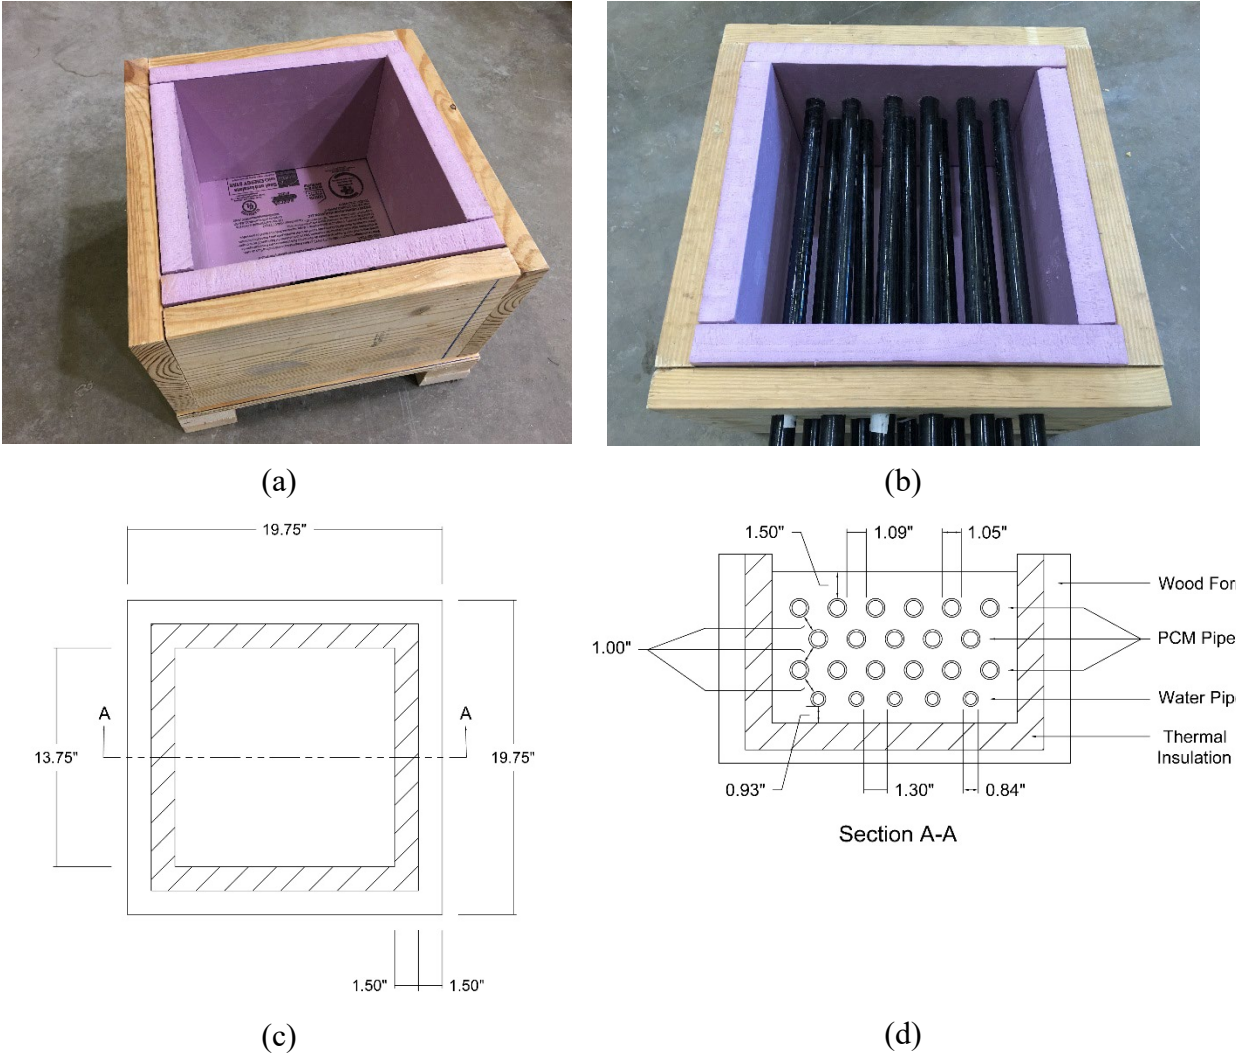 (a)
(b)
19.75"
A
A
13.75"
19.75"
1.50"
1.50"
(c)
1.50"
1.09"
1.05"
Wood For
1.00"
PCM Pipe
Water Pip
Thermal
Insulation
0.93"
1.30"
0.84"
Section A-A
(d)